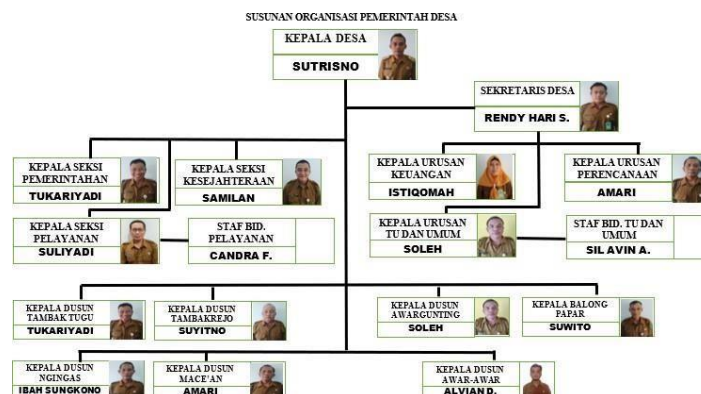 SUSUNAN ORGANISASI PEMERINTAH DESA
KEPALA DESA
SUTRISNO
SEKRETARIS DESA
RENDY HARI S.
KEPALA SEKSI
PEMERINTAHAN
TUKARIYADI
KEPALA SEKSI
KESEJAHTERAAN
SAMILAN
KEPALA URUSAN
KEUANGAN
ISTIQOMAH
KEPALA URUSAN
PERENCANAAN
AMARI
KEPALA SEKSI
PELAYANAN
SULIYADI
STAF BID.
PELAYANAN
CANDRA F.
KEPALA URUSAN
TU DAN UMUM
SOLEH
STAF BID. TU DAN
UMUM
SIL AVIN A.
KEPALA DUSUN
TAMBAK TUGU
TUKARIYADI
KEPALA DUSUN
TAMBAKREJO
SUYITNO
KEPALA DUSUN
AWARGUNTING
SOLEH
KEPALA BALONG
PAPAR
SUWITO
KEPALA DUSUN
NGINGAS
IBAH SUNGKONO
KEPALA DUSUN
MACE'AN
AMARI
KEPALA DUSUN
AWAR-AWAR
ALVIAN D.